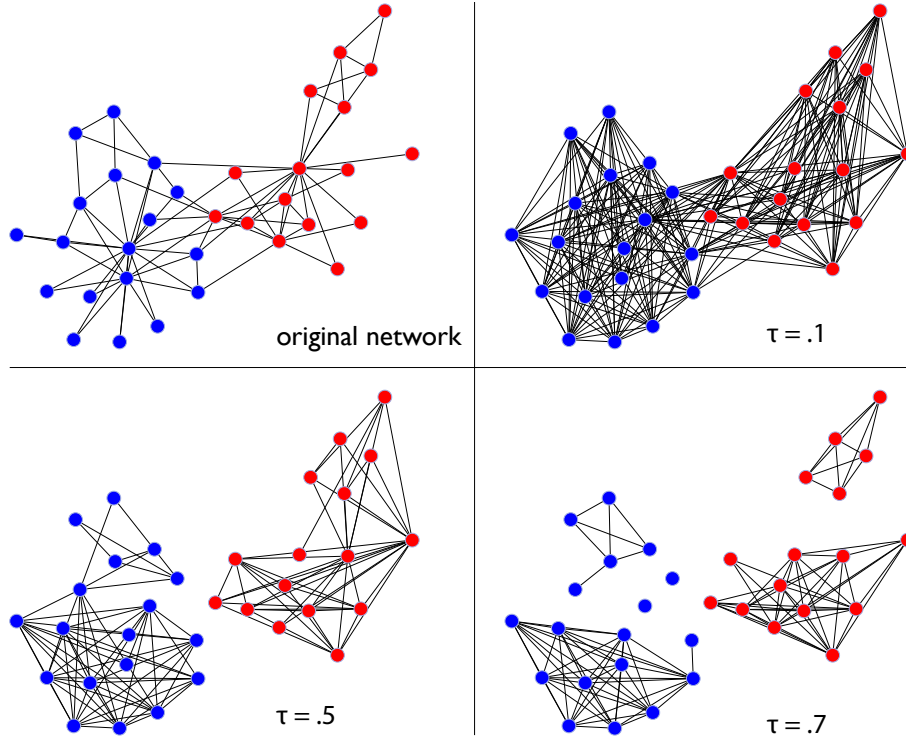 original network
τ = .1
τ = .5
τ = .7